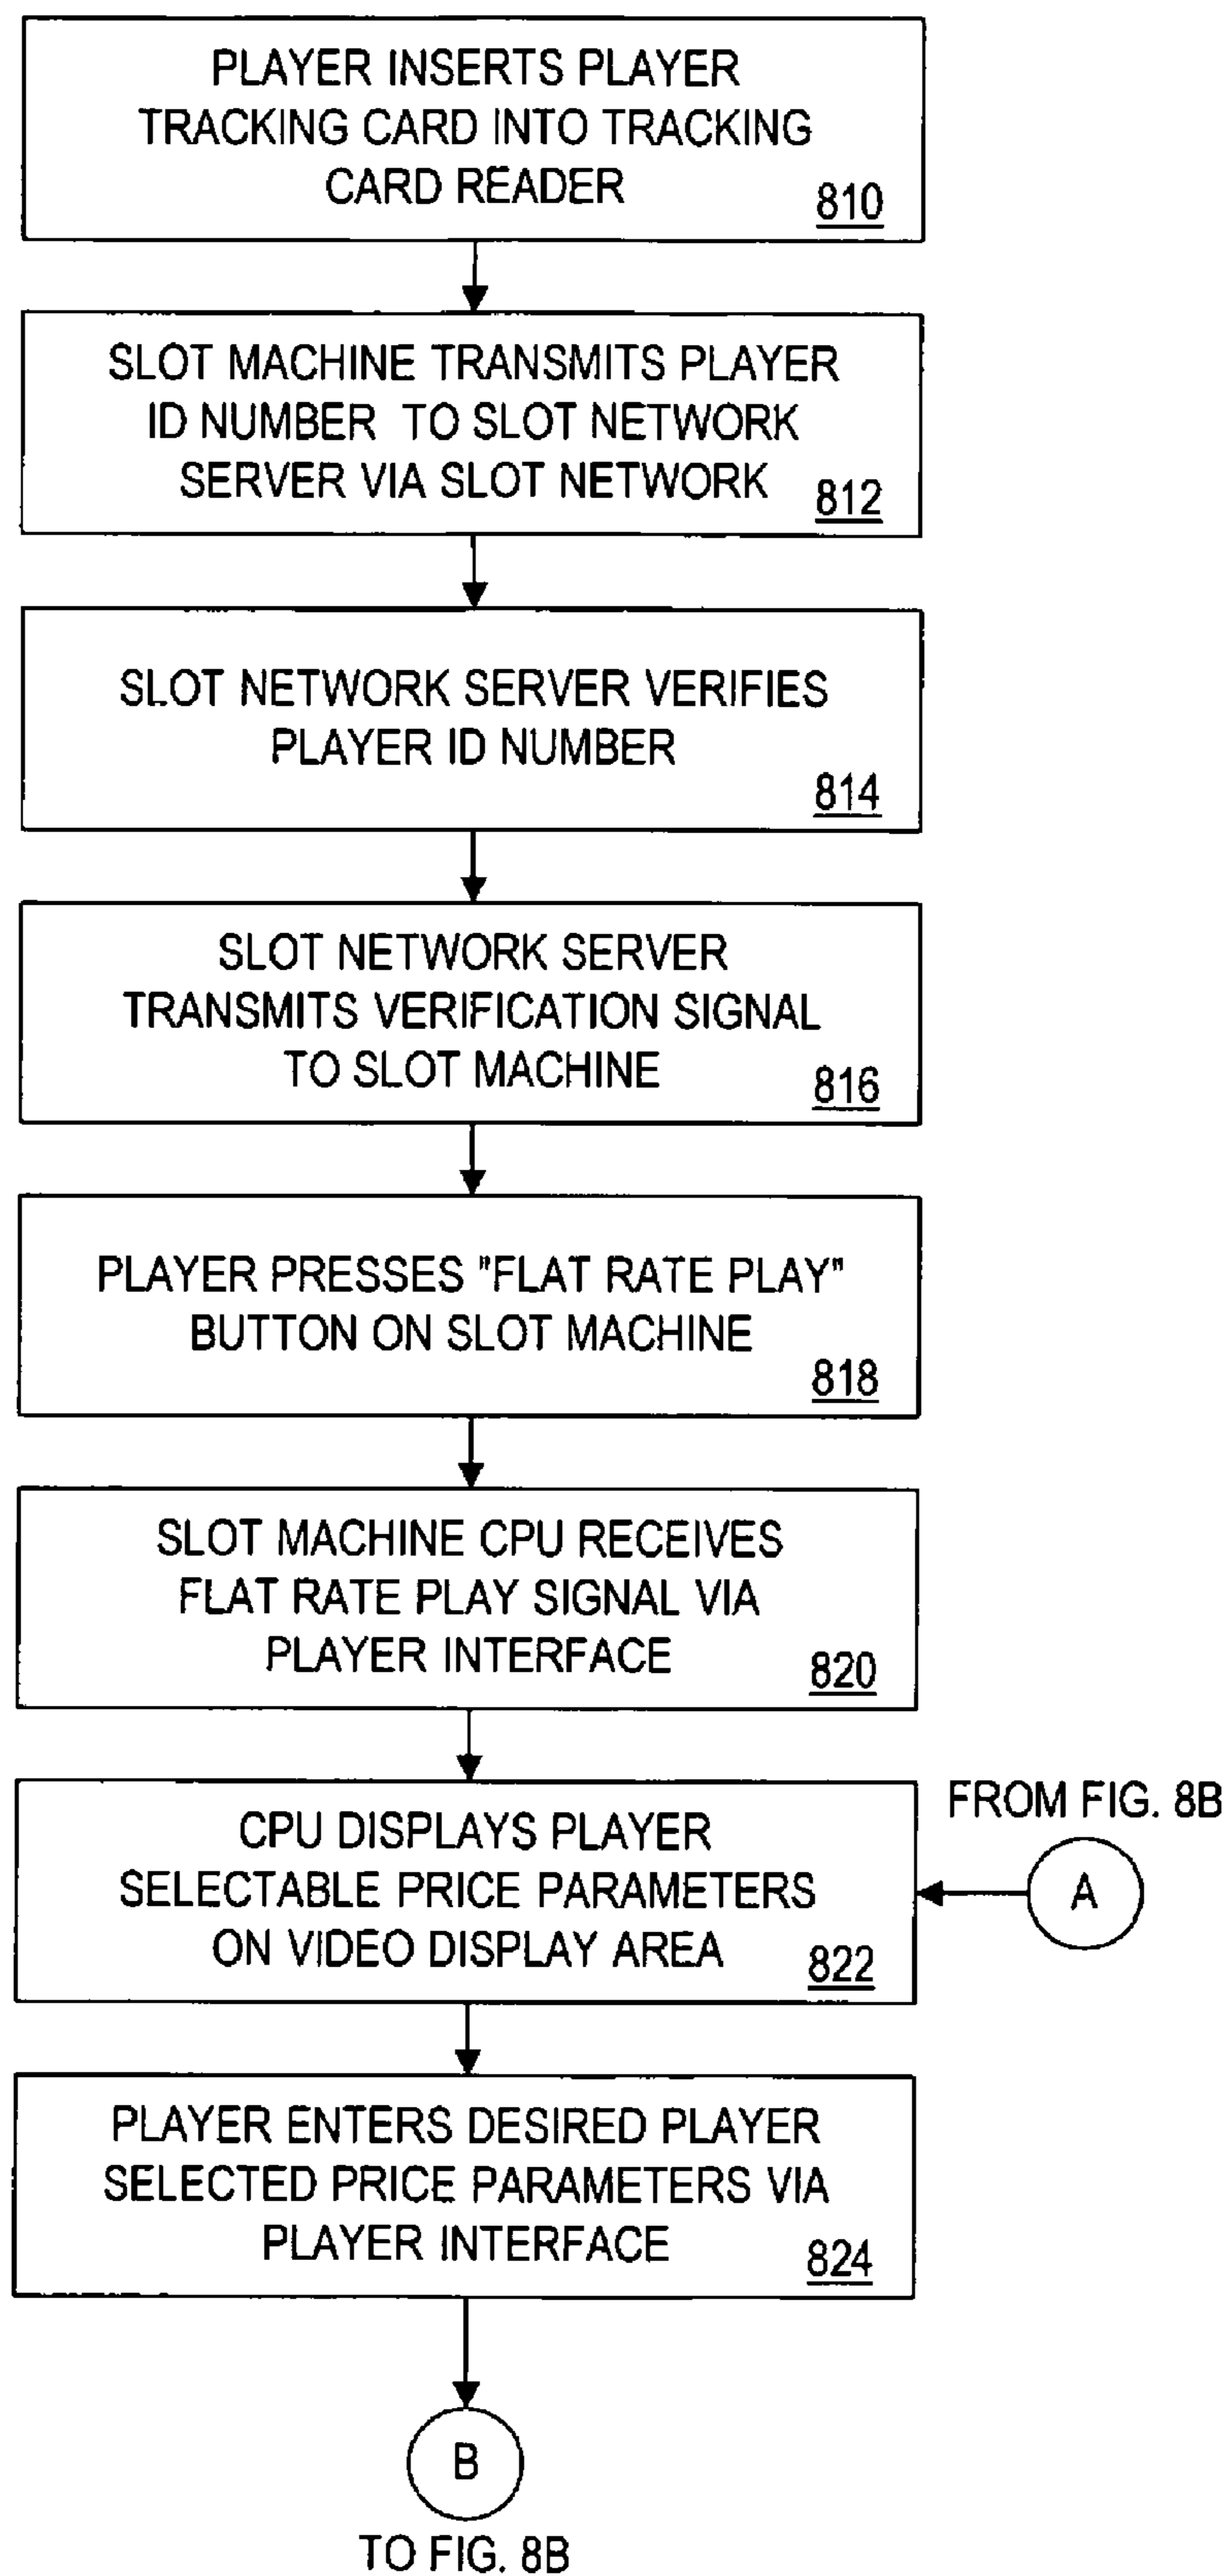 PLAYER INSERTS PLAYER
TRACKING CARD INTO TRACKING
CARD READER
810
SLOT MACHINE TRANSMITS PLAYER
ID NUMBER TO SLOT NETWORK
SERVER VIA SLOT NETWORK
812
SLOT NETWORK SERVER VERIFIES
PLAYER ID NUMBER
814
SLOT NETWORK SERVER
TRANSMITS VERIFICATION SIGNAL
TO SLOT MACHINE
816
PLAYER PRESSES "FLAT RATE PLAY"
BUTTON ON SLOT MACHINE
818
SLOT MACHINE CPU RECEIVES
FLAT RATE PLAY SIGNAL VIA
PLAYER INTERFACE
820
FROM FIG. 8B
A
CPU DISPLAYS PLAYER
SELECTABLE PRICE PARAMETERS
ON VIDEO DISPLAY AREA
822
PLAYER ENTERS DESIRED PLAYER
SELECTED PRICE PARAMETERS VIA
PLAYER INTERFACE
824
B
TO FIG. 8B